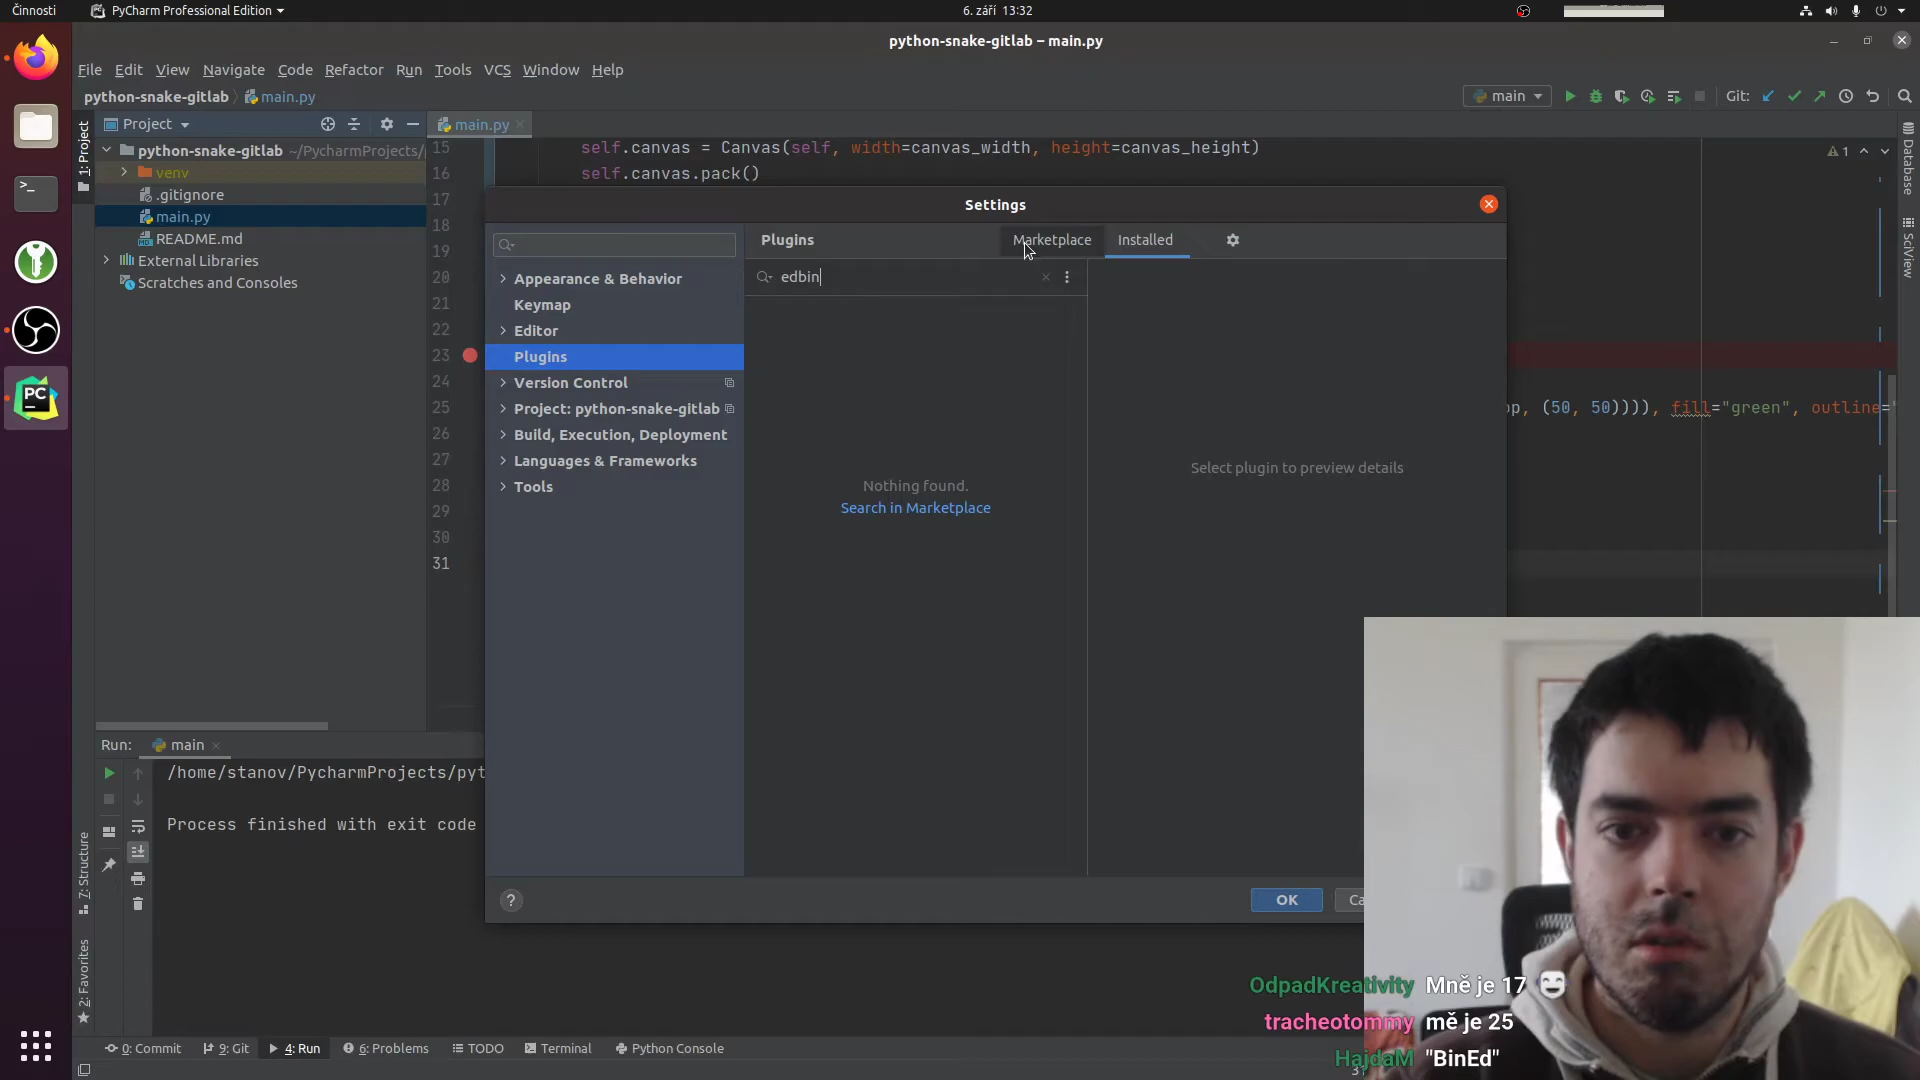 Činnosti
PyCharm Professional Edition
6. září 13:32
python-snake-gitlab – main.py
File Edit View Navigate Code Refactor Run Tools VCS Window Help
python-snake-gitlab main.py
main
Git:
1: Project
Project
python-snake-gitlab ~/PycharmProjects/
venv
.gitignore
main.py
README.md
External Libraries
Scratches and Consoles
main.py
15 self.canvas = Canvas(self, width=canvas_width, height=canvas_height)
16 self.canvas.pack()
17
18
19
20
21
22
23
24
25 op, (50, 50)))), fill="green", outline="
26
27
28
29
30
31
1
Database
SciView
Settings
Appearance & Behavior
Keymap
Editor
Plugins
Version Control
Project: python-snake-gitlab
Build, Execution, Deployment
Languages & Frameworks
Tools
Plugins
Marketplace
Installed
edbin
Nothing found.
Search in Marketplace
Select plugin to preview details
?
OK
Ca
Run: main
/home/stanov/PycharmProjects/pyt
Process finished with exit code
7: Structure
2: Favorites
0: Commit
9: Git
4: Run
6: Problems
TODO
Terminal
Python Console
PC
OdpadKreativity Mně je 17
tracheotommy mě je 25
HajdaM "BinEd"